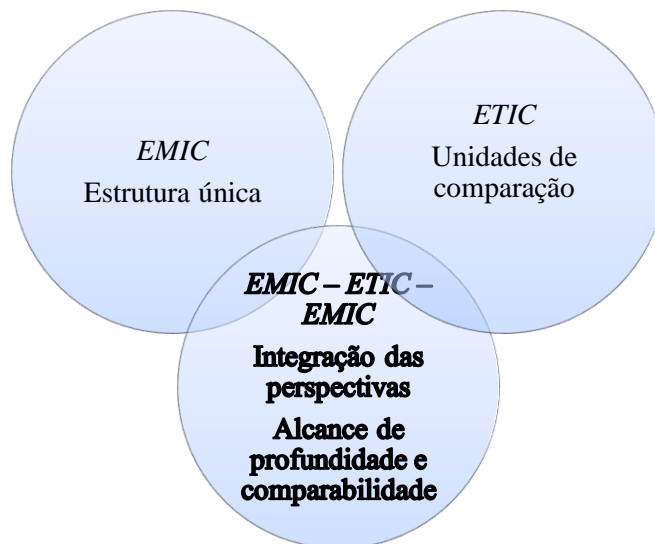 EMIC
Estrutura única
ETIC
Unidades de
comparação
EMIC – ETIC –
EMIC
Integração das
perspectivas
Alcance de
profundidade e
comparabilidade